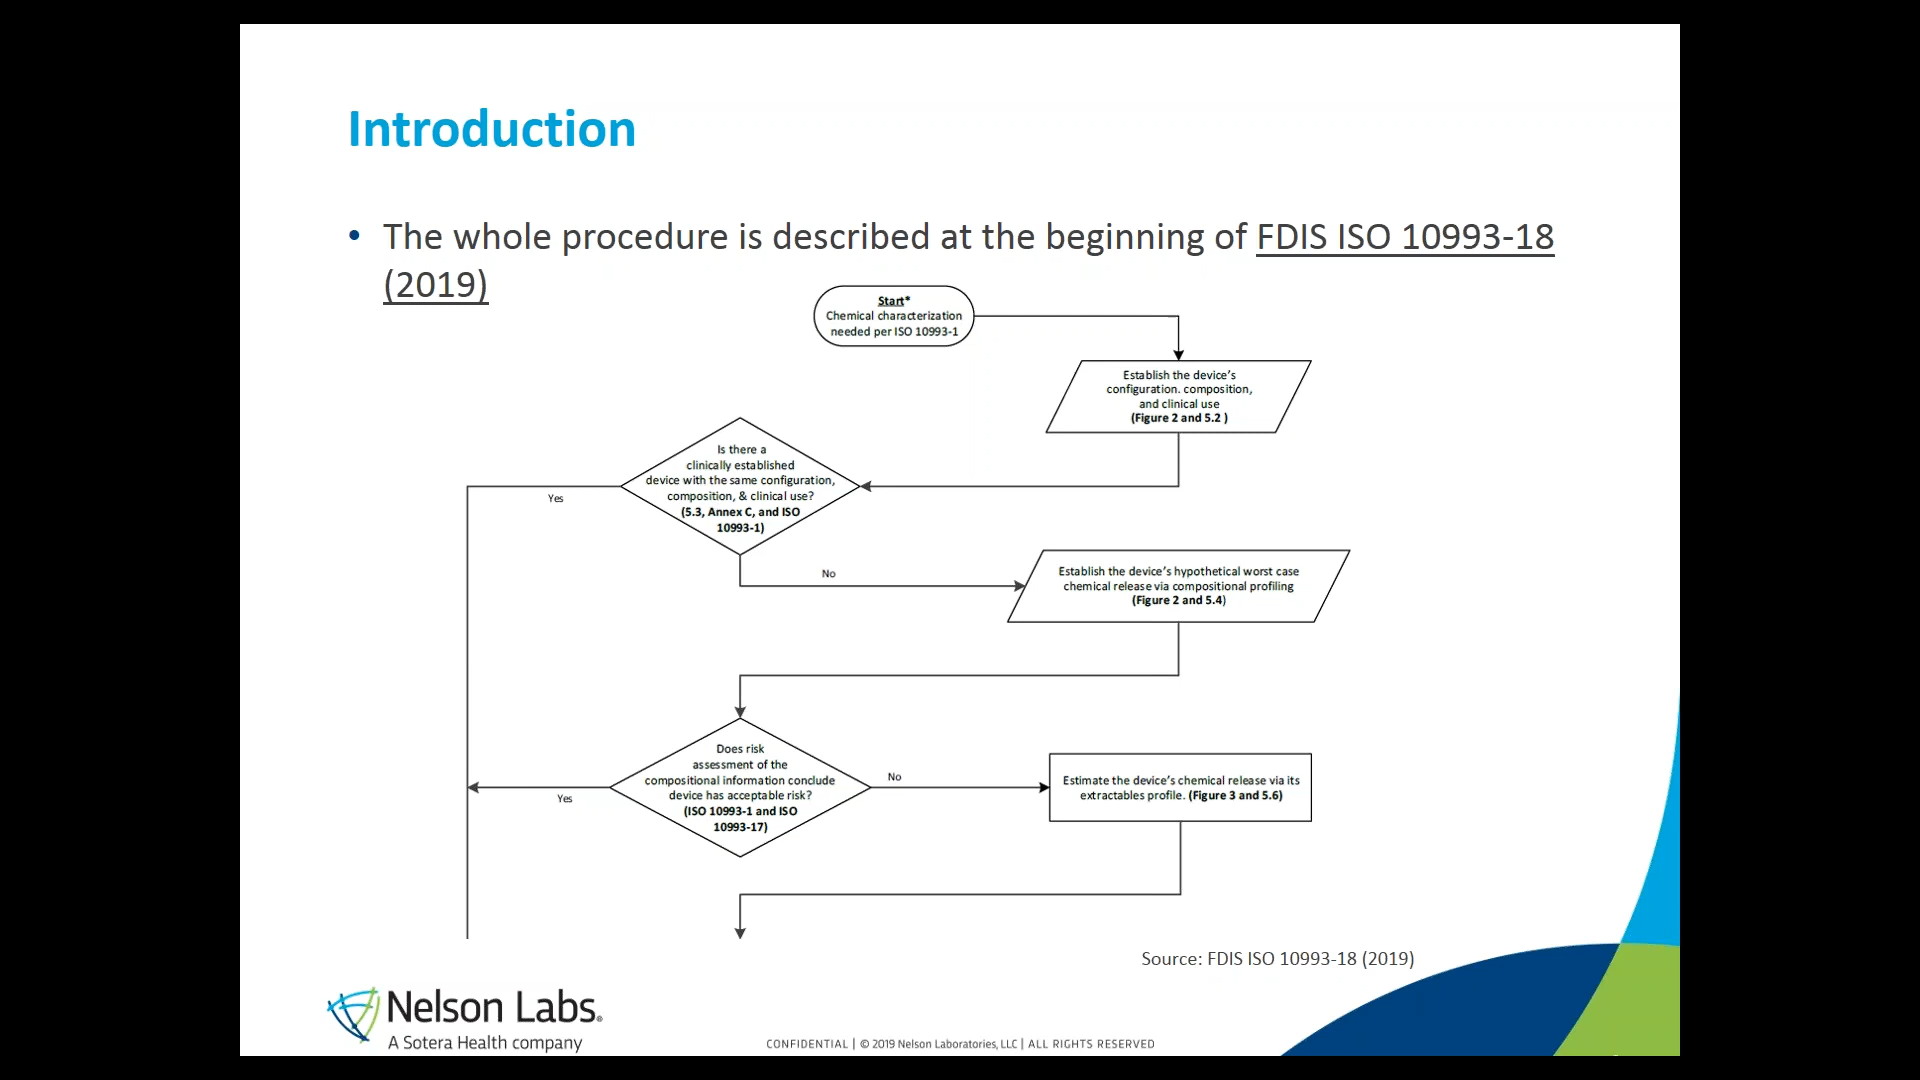 Introduction
• The whole procedure is described at the beginning of FDIS ISO 10993-18
(2019)
Start*
Chemical characterization
needed per ISO 10993-1
Establish the device's
configuration. composition,
and clinical use
(Figure 2 and 5.2 )
Is there a
clinically established
device with the same configuration,
composition, & clinical use?
(5.3, Annex C, and ISO
10993-1)
Yes
No
Establish the device's hypothetical worst case
chemical release via compositional profiling
(Figure 2 and 5.4)
Does risk
assessment of the
compositional information conclude
device has acceptable risk?
(ISO 10993-1 and ISO
10993-17)
Yes
No
Estimate the device's chemical release via its
extractables profile. (Figure 3 and 5.6)
Source: FDIS ISO 10993-18 (2019)
Nelson Labs®
A Sotera Health company
CONFIDENTIAL | © 2019 Nelson Laboratories, LLC | ALL RIGHTS RESERVED